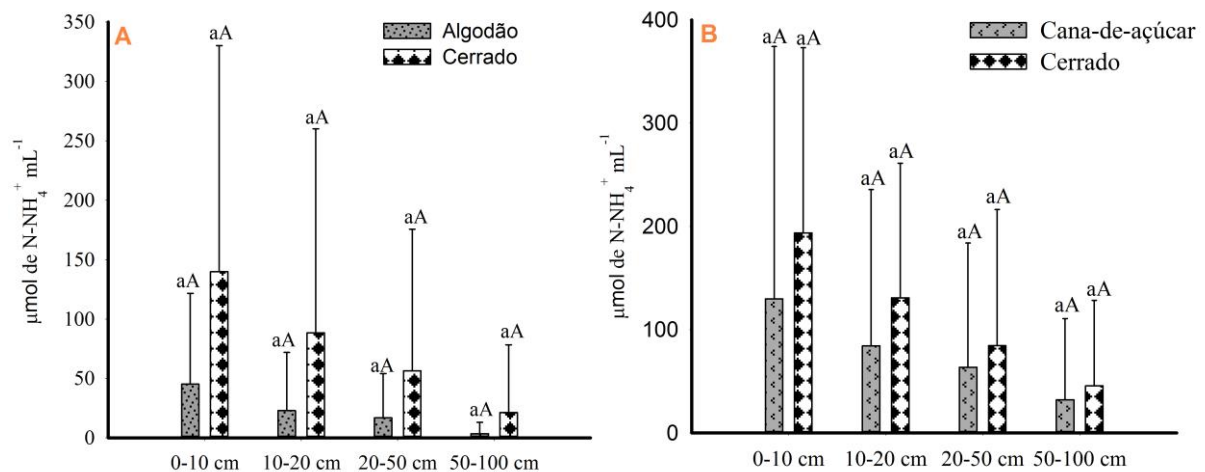 A
Algodão
Cerrado
µmol de N-NH4+ mL-1
350
300
250
200
150
100
50
0
aA
aA
aA
aA
aA
aA
aA
aA
0-10 cm
10-20 cm
20-50 cm
50-100 cm
B
Cana-de-açúcar
Cerrado
µmol de N-NH4+ mL-1
400
300
200
100
0
aA
aA
aA
aA
aA
aA
aA
aA
0-10 cm
10-20 cm
20-50 cm
50-100 cm